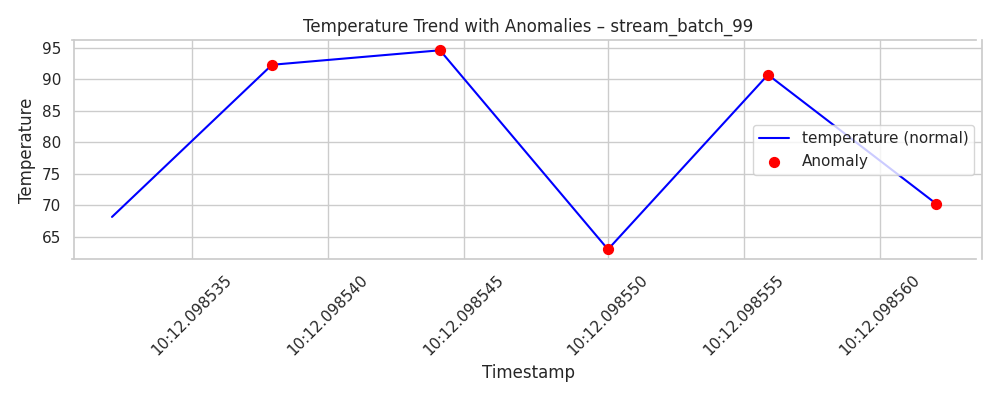 Temperature Trend with Anomalies – stream_batch_99
Temperature
95
90
85
80
75
70
65
temperature (normal)
Anomaly
10:12.098535
10:12.098540
10:12.098545
10:12.098550
10:12.098555
10:12.098560
Timestamp